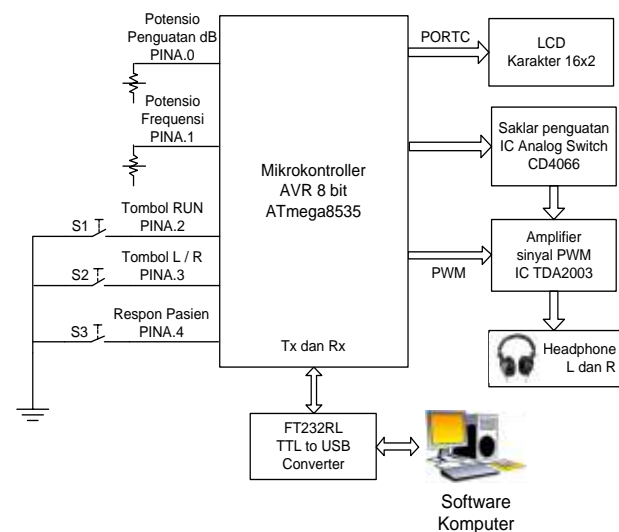 Potensio
Penguatan dB
PINA.0
Potensio
Frequensi
PINA.1
S1
Tombol RUN
PINA.2
S2
Tombol L / R
PINA.3
S3
Respon Pasien
PINA.4
Mikrokontroller
AVR 8 bit
ATmega8535
Tx dan Rx
PORTC
LCD
Karakter 16x2
Saklar penguatan
IC Analog Switch
CD4066
PWM
Amplifier
sinyal PWM
IC TDA2003
Headphone
L dan R
FT232RL
TTL to USB
Converter
Software
Komputer